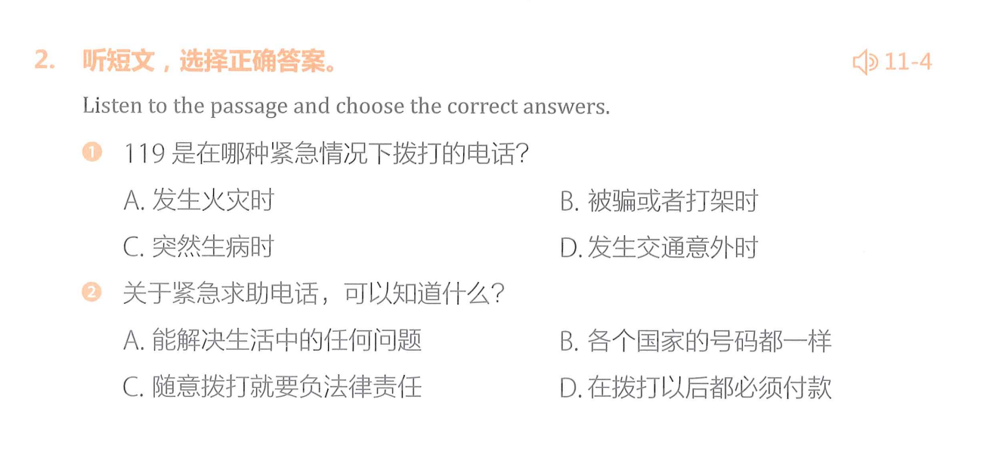 2. 听短文，选择正确答案。 11-4
Listen to the passage and choose the correct answers.
1 119 是在哪种紧急情况下拨打的电话？
A. 发生火灾时 B. 被骗或者打架时
C. 突然生病时 D. 发生交通意外时
2 关于紧急求助电话，可以知道什么？
A. 能解决生活中的任何问题 B. 各个国家的号码都一样
C. 随意拨打就要负法律责任 D. 在拨打以后都必须付款